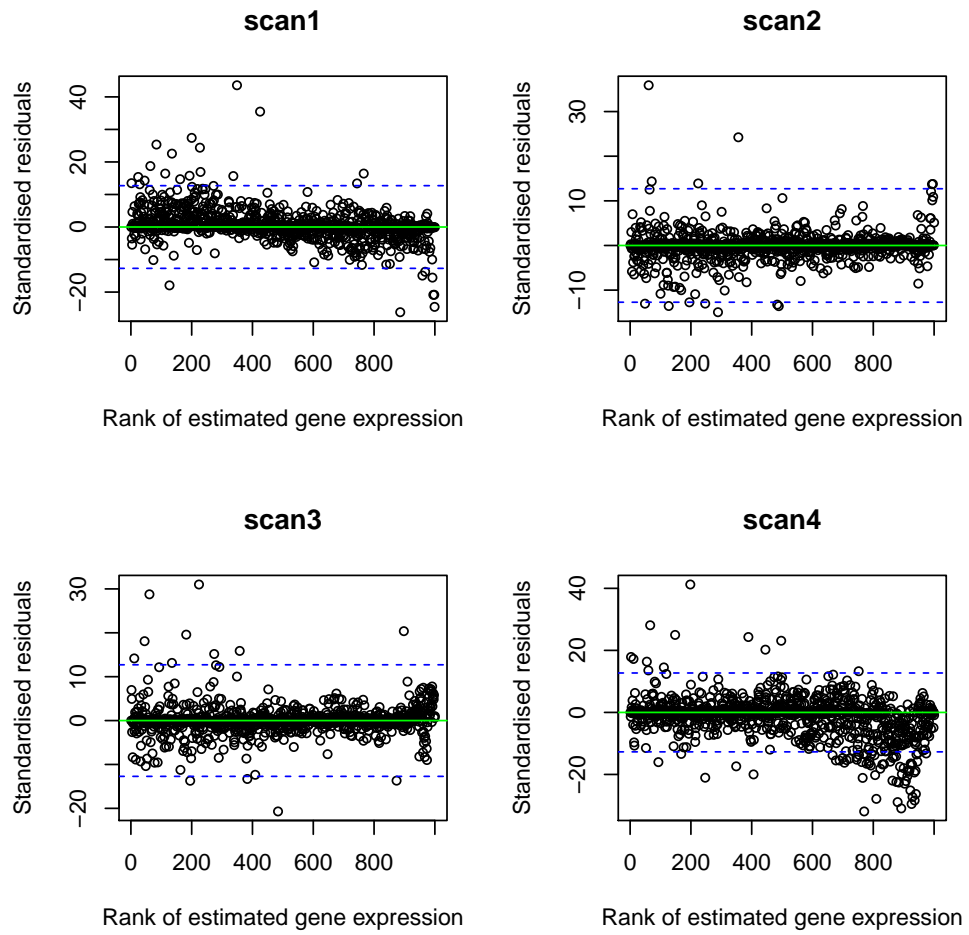 scan1
Standardised residuals
40
20
0
−20
0 200 400 600 800
Rank of estimated gene expression
scan2
Standardised residuals
30
10
−10
0 200 400 600 800
Rank of estimated gene expression
scan3
Standardised residuals
30
10
0
−20
0 200 400 600 800
Rank of estimated gene expression
scan4
Standardised residuals
40
20
0
−20
0 200 400 600 800
Rank of estimated gene expression